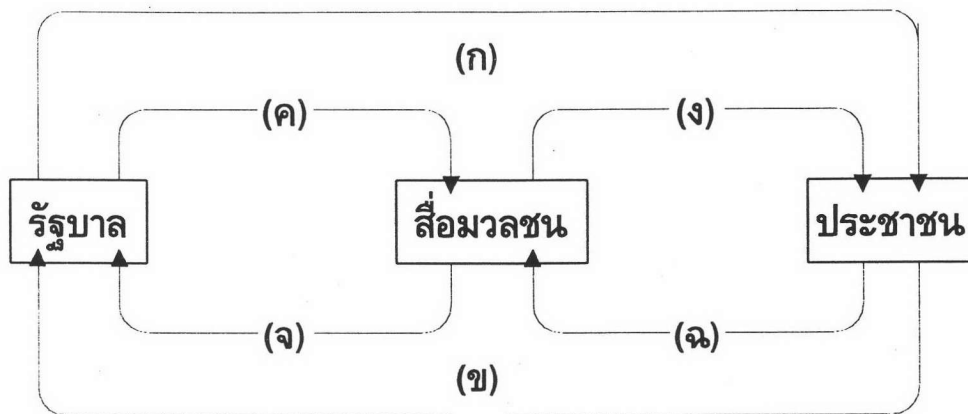 (ก)
(ค) (ง)
รัฐบาล สื่อมวลชน ประชาชน
(จ) (ฉ)
(ข)